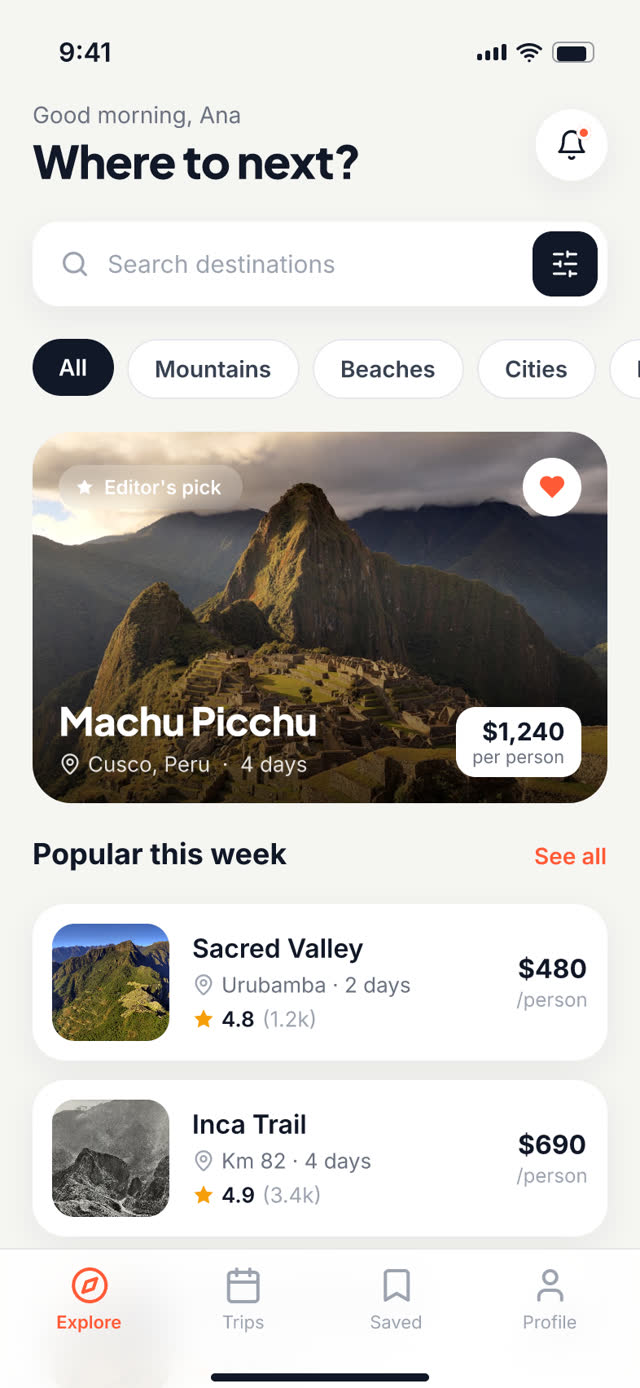 9:41
Good morning, Ana
Where to next?
Search destinations
All
Mountains
Beaches
Cities
Editor's pick
Machu Picchu
Cusco, Peru · 4 days
$1,240
per person
Popular this week
See all
Sacred Valley
Urubamba · 2 days
4.8 (1.2k)
$480
/person
Inca Trail
Km 82 · 4 days
4.9 (3.4k)
$690
/person
Explore
Trips
Saved
Profile